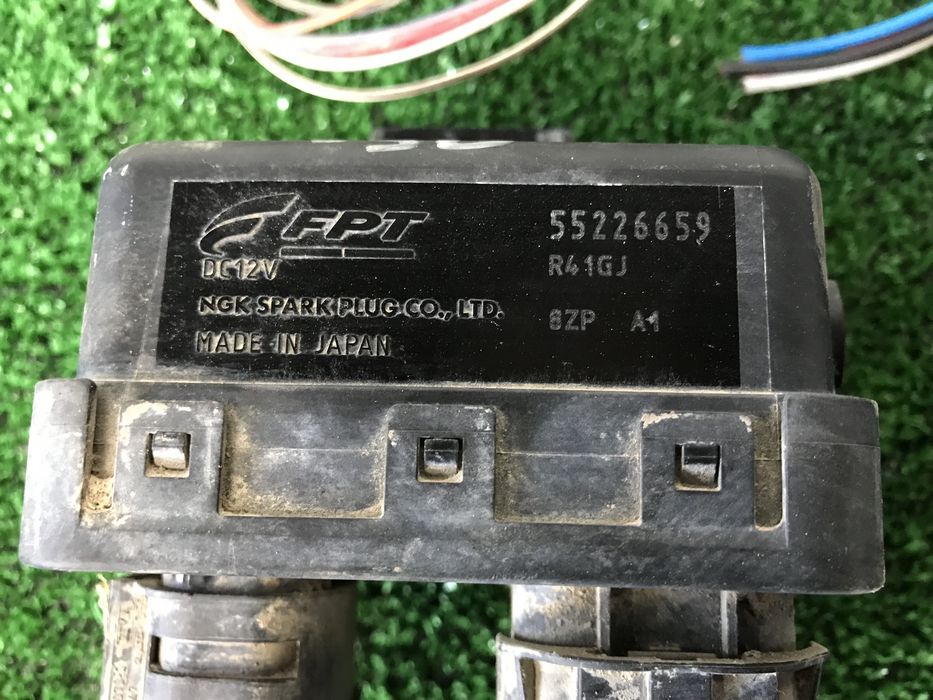 FPT
55226659
DC12V
R41GJ
NGK SPARK PLUG CO., LTD.
8ZP A1
MADE IN JAPAN